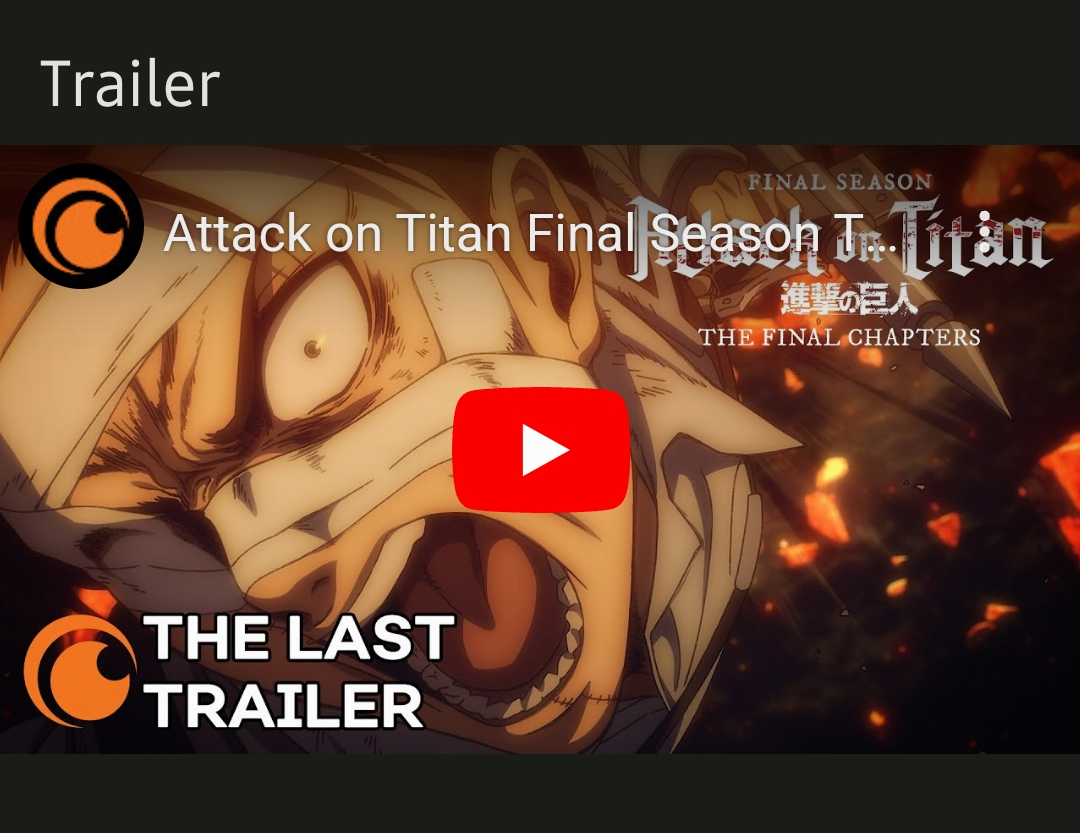 Trailer
Attack on Titan Final Season T...
FINAL SEASON
Attack on Titan
進撃の巨人
THE FINAL CHAPTERS
THE LAST
TRAILER